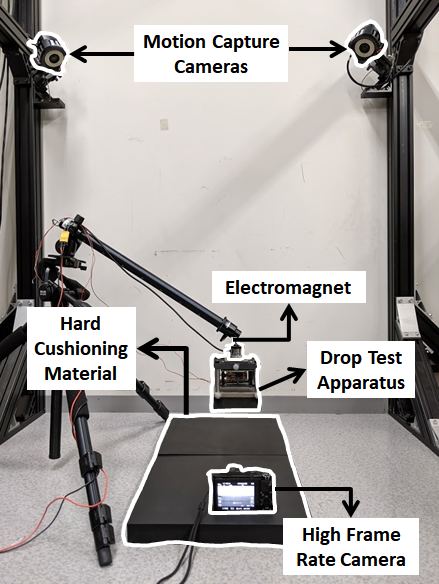 Motion Capture
Cameras
Electromagnet
Hard
Cushioning
Material
Drop Test
Apparatus
High Frame
Rate Camera